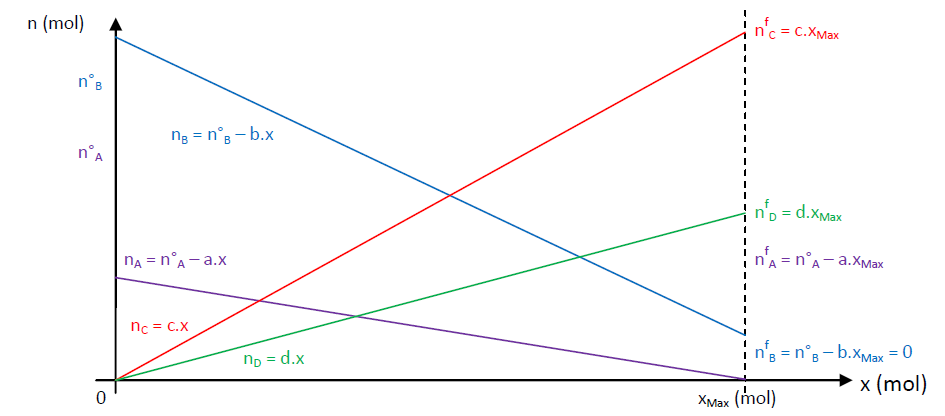 n (mol)
n°B
n°A
nB = n°B – b.x
nA = n°A – a.x
nC = c.x
nD = d.x
nfC = c.xMax
nfD = d.xMax
nfA = n°A – a.xMax
nfB = n°B – b.xMax = 0
0
xMax (mol)
x (mol)